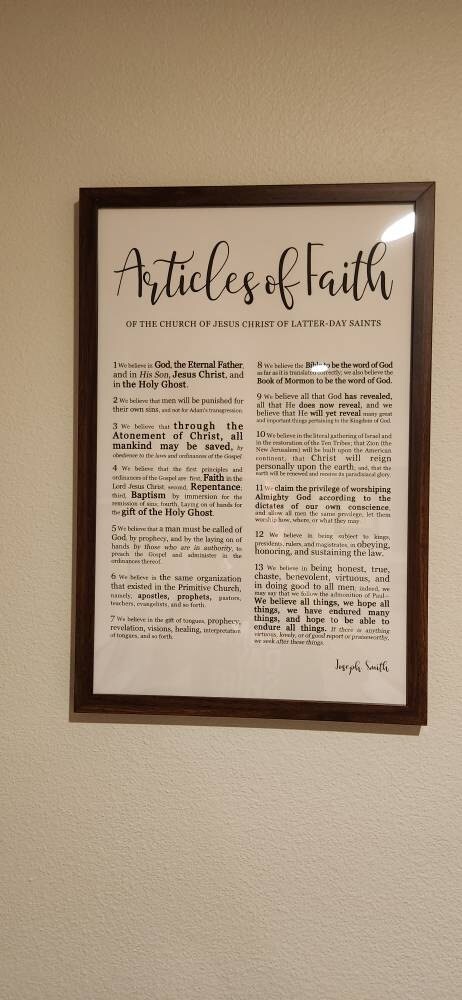 Articles of Faith
OF THE CHURCH OF JESUS CHRIST OF LATTER-DAY SAINTS
1 We believe in God, the Eternal Father,
and in His Son, Jesus Christ, and
in the Holy Ghost.
2 We believe that men will be punished for
their own sins, and not for Adam's transgression.
3 We believe that through the
Atonement of Christ, all
mankind may be saved, by
obedience to the laws and ordinances of the Gospel.
4 We believe that the first principles and
ordinances of the Gospel are: first, Faith in the
Lord Jesus Christ; second, Repentance;
third, Baptism by immersion for the
remission of sins; fourth, Laying on of hands for
the gift of the Holy Ghost.
5 We believe that a man must be called of
God, by prophecy, and by the laying on of
hands by those who are in authority, to
preach the Gospel and administer in the
ordinances thereof.
6 We believe in the same organization
that existed in the Primitive Church,
namely, apostles, prophets, pastors,
teachers, evangelists, and so forth.
7 We believe in the gift of tongues, prophecy,
revelation, visions, healing, interpretation
of tongues, and so forth.
8 We believe the Bible to be the word of God
as far as it is translated correctly; we also believe the
Book of Mormon to be the word of God.
9 We believe all that God has revealed,
all that He does now reveal, and we
believe that He will yet reveal many great
and important things pertaining to the Kingdom of God.
10 We believe in the literal gathering of Israel and
in the restoration of the Ten Tribes; that Zion (the
New Jerusalem) will be built upon the American
continent; that Christ will reign
personally upon the earth; and, that the
earth will be renewed and receive its paradisiacal glory.
11 We claim the privilege of worshiping
Almighty God according to the
dictates of our own conscience,
and allow all men the same privilege, let them
worship how, where, or what they may.
12 We believe in being subject to kings,
presidents, rulers, and magistrates, in obeying,
honoring, and sustaining the law.
13 We believe in being honest, true,
chaste, benevolent, virtuous, and
in doing good to all men; indeed, we
may say that we follow the admonition of Paul—
We believe all things, we hope all
things, we have endured many
things, and hope to be able to
endure all things. If there is anything
virtuous, lovely, or of good report or praiseworthy,
we seek after these things.
Joseph Smith